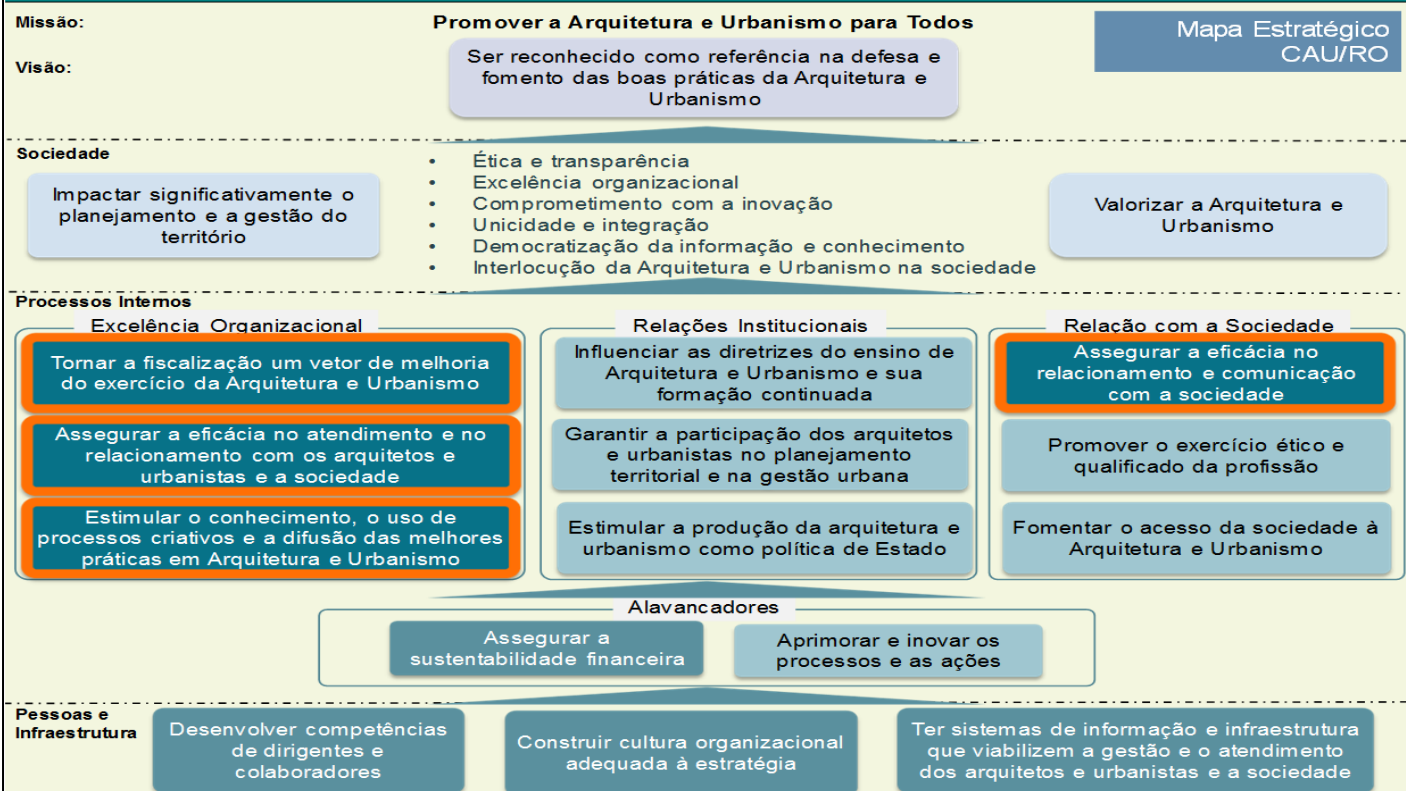 Missão:
Promover a Arquitetura e Urbanismo para Todos
Mapa Estratégico
CAU/RO
Visão:
Ser reconhecido como referência na defesa e
fomento das boas práticas da Arquitetura e
Urbanismo
Sociedade
Impactar significativamente o
planejamento e a gestão do
território
• Ética e transparência
• Excelência organizacional
• Comprometimento com a inovação
• Unicidade e integração
• Democratização da informação e conhecimento
• Interlocução da Arquitetura e Urbanismo na sociedade
Valorizar a Arquitetura e
Urbanismo
Processos Internos
Excelência Organizacional
Tornar a fiscalização um vetor de melhoria
do exercício da Arquitetura e Urbanismo
Assegurar a eficácia no atendimento e no
relacionamento com os arquitetos e
urbanistas e a sociedade
Estimular o conhecimento, o uso de
processos criativos e a difusão das melhores
práticas em Arquitetura e Urbanismo
Relações Institucionais
Influenciar as diretrizes do ensino de
Arquitetura e Urbanismo e sua
formação continuada
Garantir a participação dos arquitetos
e urbanistas no planejamento
territorial e na gestão urbana
Estimular a produção da arquitetura e
urbanismo como política de Estado
Relação com a Sociedade
Assegurar a eficácia no
relacionamento e comunicação
com a sociedade
Promover o exercício ético e
qualificado da profissão
Fomentar o acesso da sociedade à
Arquitetura e Urbanismo
Alavancadores
Assegurar a
sustentabilidade financeira
Aprimorar e inovar os
processos e as ações
Pessoas e
Infraestrutura
Desenvolver competências
de dirigentes e
colaboradores
Construir cultura organizacional
adequada à estratégia
Ter sistemas de informação e infraestrutura
que viabilizem a gestão e o atendimento
dos arquitetos e urbanistas e a sociedade